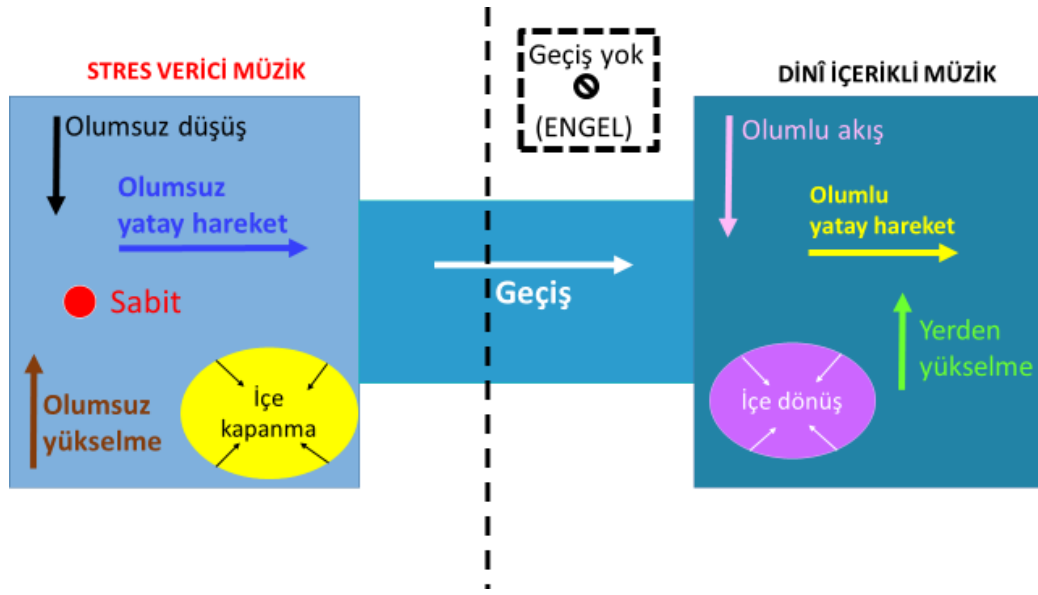 STRES VERİCİ MÜZİK
Olumsuz düşüş
Olumsuz
yatay hareket
Sabit
Olumsuz
yükselme
İçe
kapanma
Geçiş yok
(ENGEL)
Geçiş
DİNÎ İÇERİKLİ MÜZİK
Olumlu akış
Olumlu
yatay hareket
Yerden
yükselme
İçe dönüş